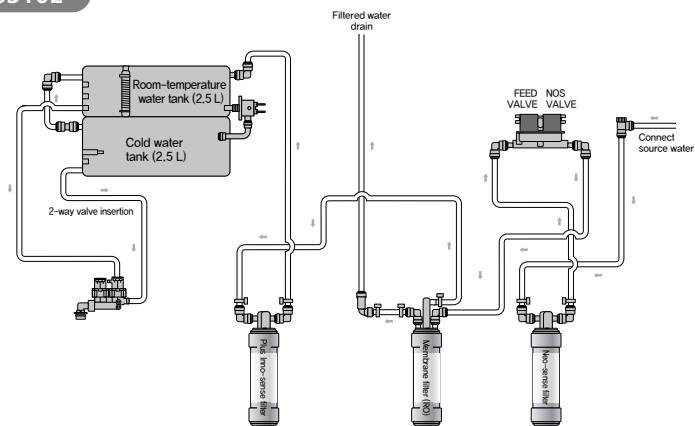 Filtered water
drain
Room-temperature
water tank (2,5 L)
Cold water
tank (2,5 L)
2-way valve insertion
FEED NOS
VALVE VALVE
Connect
source water
Plus Inno-sense filter
Membrane filter (RO)
Neo-sense filter